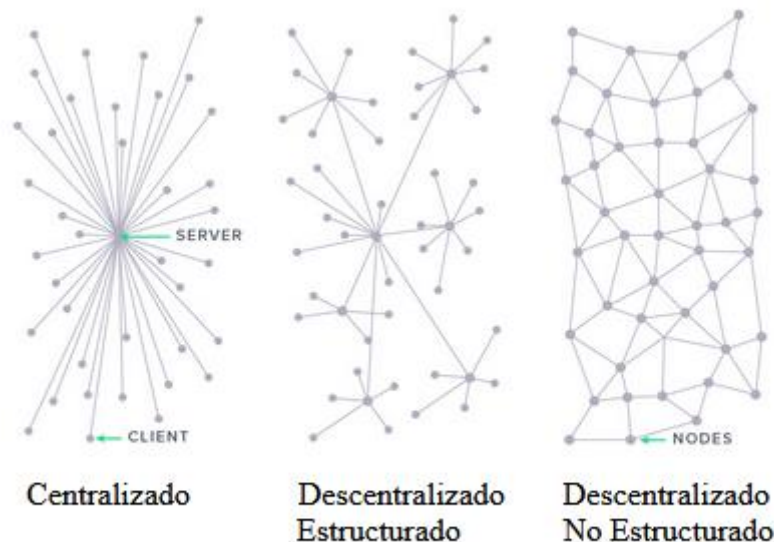 SERVER
CLIENT
NODES
Centralizado
Descentralizado
Estructurado
Descentralizado
No Estructurado